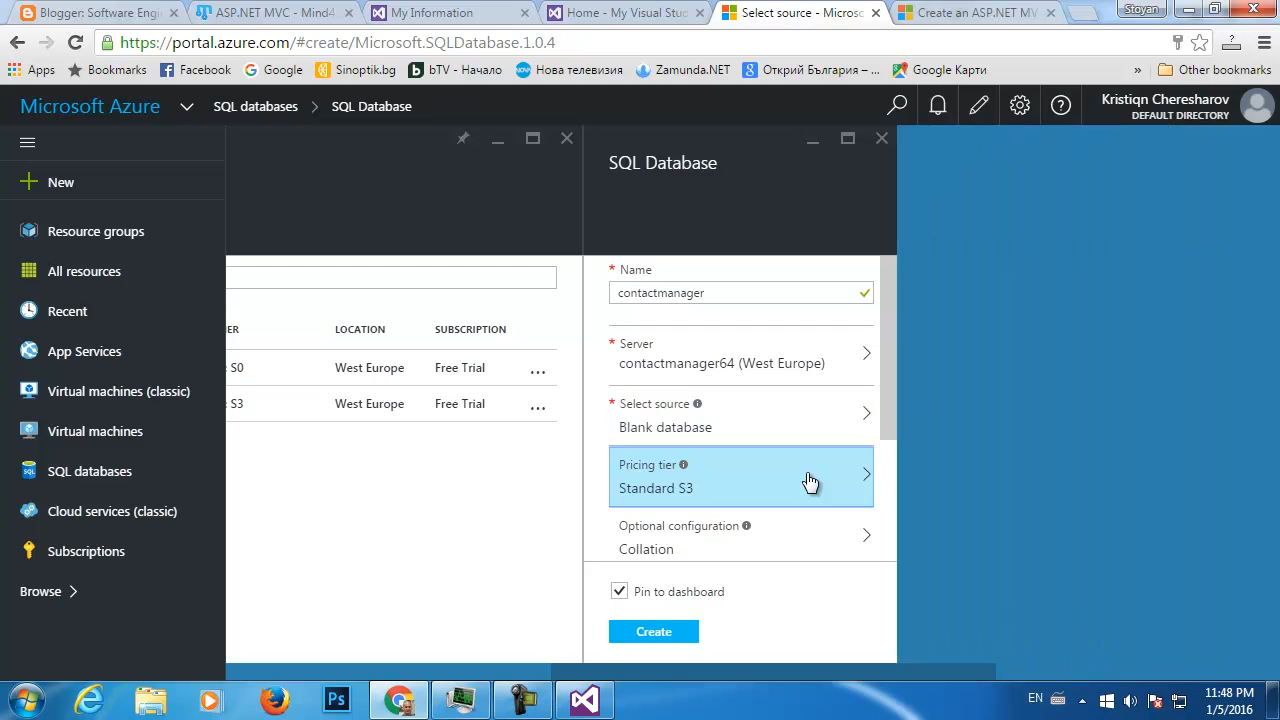 Blogger: Software Engi
ASP.NET MVC - Mind4
My Information
Home - My Visual Stud
Select source - Microsof
Create an ASP.NET MV
Stoyan
https://portal.azure.com/#create/Microsoft.SQLDatabase.1.0.4
Apps
Bookmarks
Facebook
Google
Sinoptik.bg
bTV - Начало
Нова телевизия
Zamunda.NET
Открий България – ...
Google Карти
»
Other bookmarks
Microsoft Azure
SQL databases
SQL Database
Kristiqn Cheresharov
DEFAULT DIRECTORY
New
Resource groups
All resources
Recent
App Services
Virtual machines (classic)
Virtual machines
SQL databases
Cloud services (classic)
Subscriptions
Browse
ER LOCATION SUBSCRIPTION
: S0 West Europe Free Trial ...
: S3 West Europe Free Trial ...
SQL Database
* Name
contactmanager
* Server
contactmanager64 (West Europe)
* Select source
Blank database
Pricing tier
Standard S3
Optional configuration
Collation
Pin to dashboard
Create
Ps
EN
11:48 PM
1/5/2016